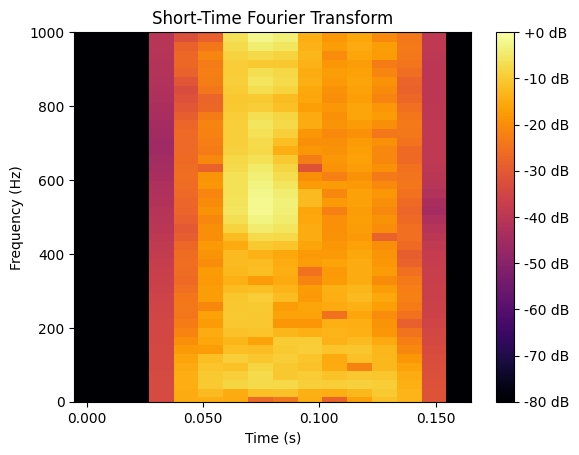 Short-Time Fourier Transform
1000
800
600
400
200
0
Frequency (Hz)
0.000
0.050
0.100
0.150
Time (s)
+0 dB
-10 dB
-20 dB
-30 dB
-40 dB
-50 dB
-60 dB
-70 dB
-80 dB